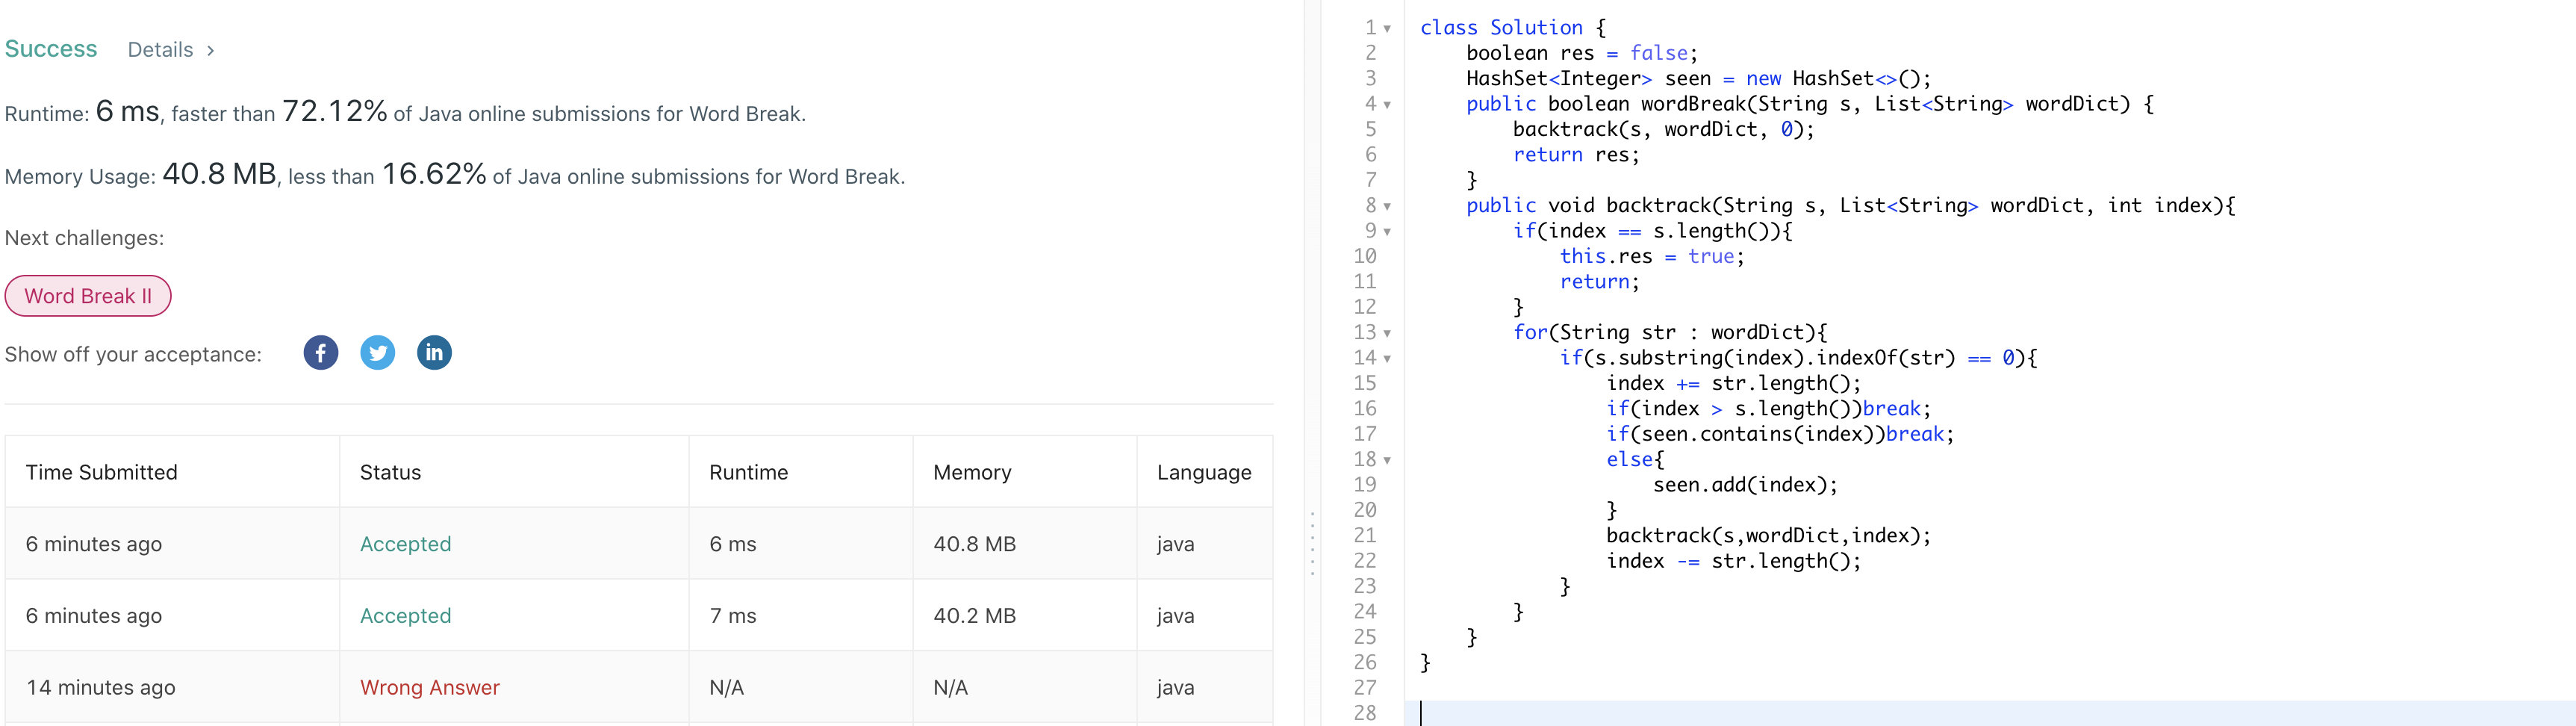 Success Details >
Runtime: 6 ms, faster than 72.12% of Java online submissions for Word Break.
Memory Usage: 40.8 MB, less than 16.62% of Java online submissions for Word Break.
Next challenges:
Word Break II
Show off your acceptance:
f
in
Time Submitted Status Runtime Memory Language
6 minutes ago Accepted 6 ms 40.8 MB java
6 minutes ago Accepted 7 ms 40.2 MB java
14 minutes ago Wrong Answer N/A N/A java
1 class Solution {
2     boolean res = false;
3     HashSet<Integer> seen = new HashSet<>();
4     public boolean wordBreak(String s, List<String> wordDict) {
5         backtrack(s, wordDict, 0);
6         return res;
7     }
8     public void backtrack(String s, List<String> wordDict, int index){
9         if(index == s.length()){
10             this.res = true;
11             return;
12         }
13         for(String str : wordDict){
14             if(s.substring(index).indexOf(str) == 0){
15                 index += str.length();
16                 if(index > s.length())break;
17                 if(seen.contains(index))break;
18                 else{
19                     seen.add(index);
20                 }
21                 backtrack(s,wordDict,index);
22                 index -= str.length();
23             }
24         }
25     }
26 }
27
28